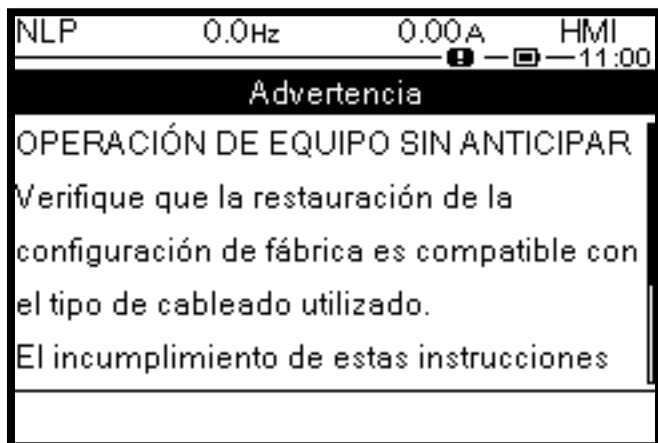 NLP 0.0Hz 0.00A HMI
11:00
Advertencia
OPERACIÓN DE EQUIPO SIN ANTICIPAR
Verifique que la restauración de la
configuración de fábrica es compatible con
el tipo de cableado utilizado.
El incumplimiento de estas instrucciones